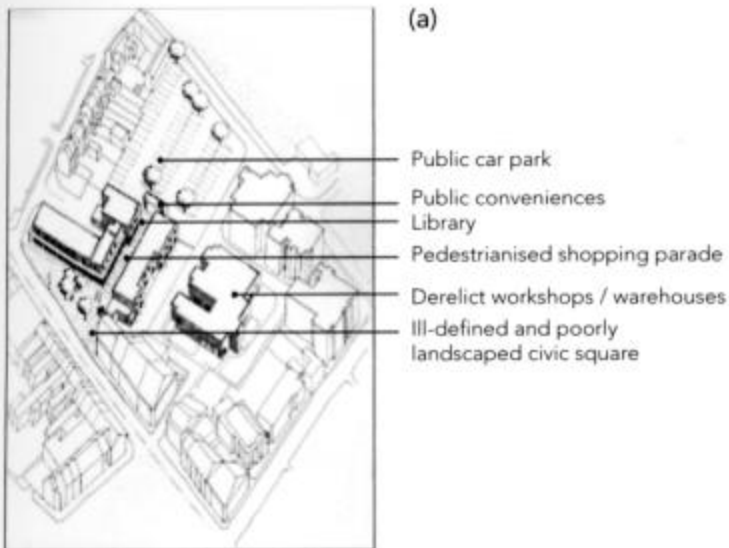 (a)
Public car park
Public conveniences
Library
Pedestrianised shopping parade
Derelict workshops / warehouses
Ill-defined and poorly
landscaped civic square